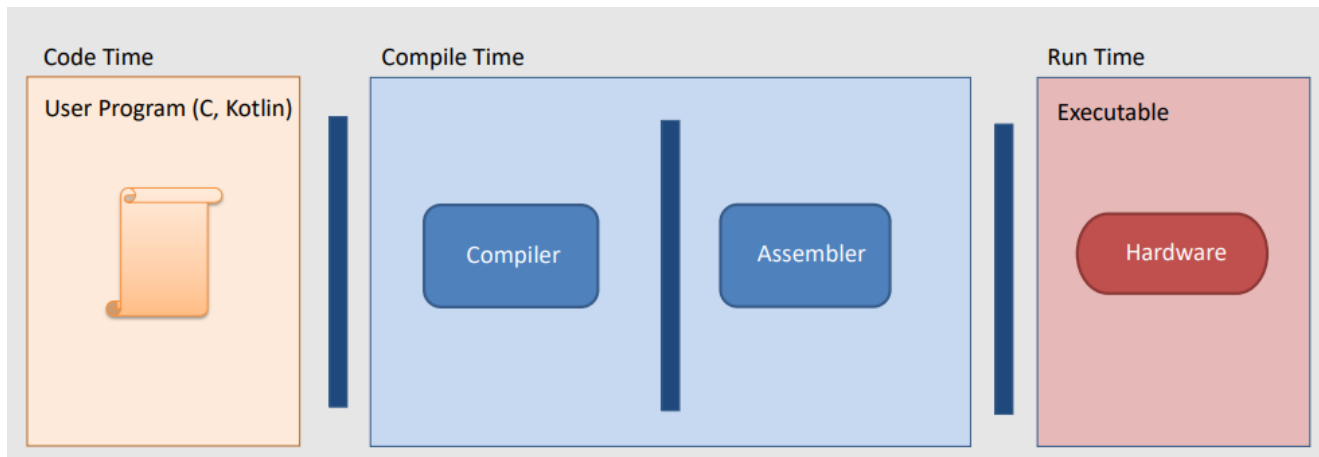 Code Time
User Program (C, Kotlin)
Compile Time
Compiler
Assembler
Run Time
Executable
Hardware